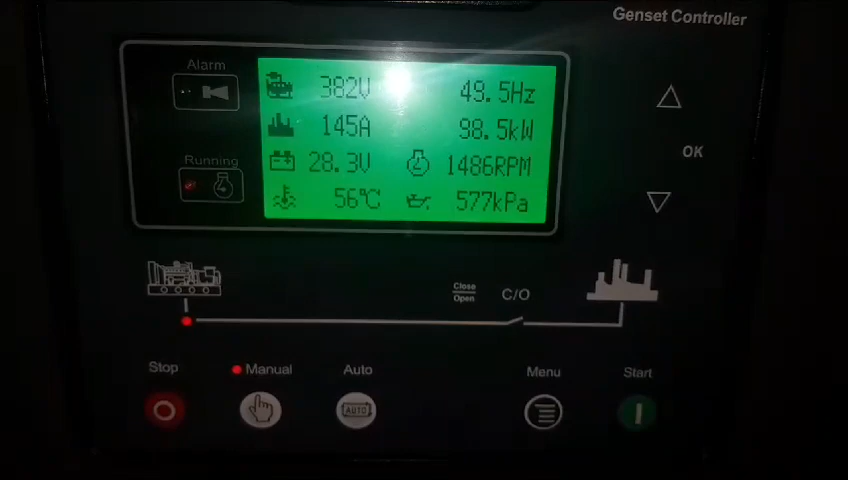 Genset Controller
Alarm
382V 49.5Hz
145A 98.5kW
OK
Running
28.3V 1486RPM
56℃ 577kPa
Close
Open
C/O
Stop
Manual
Auto
Menu
Start
AUTO